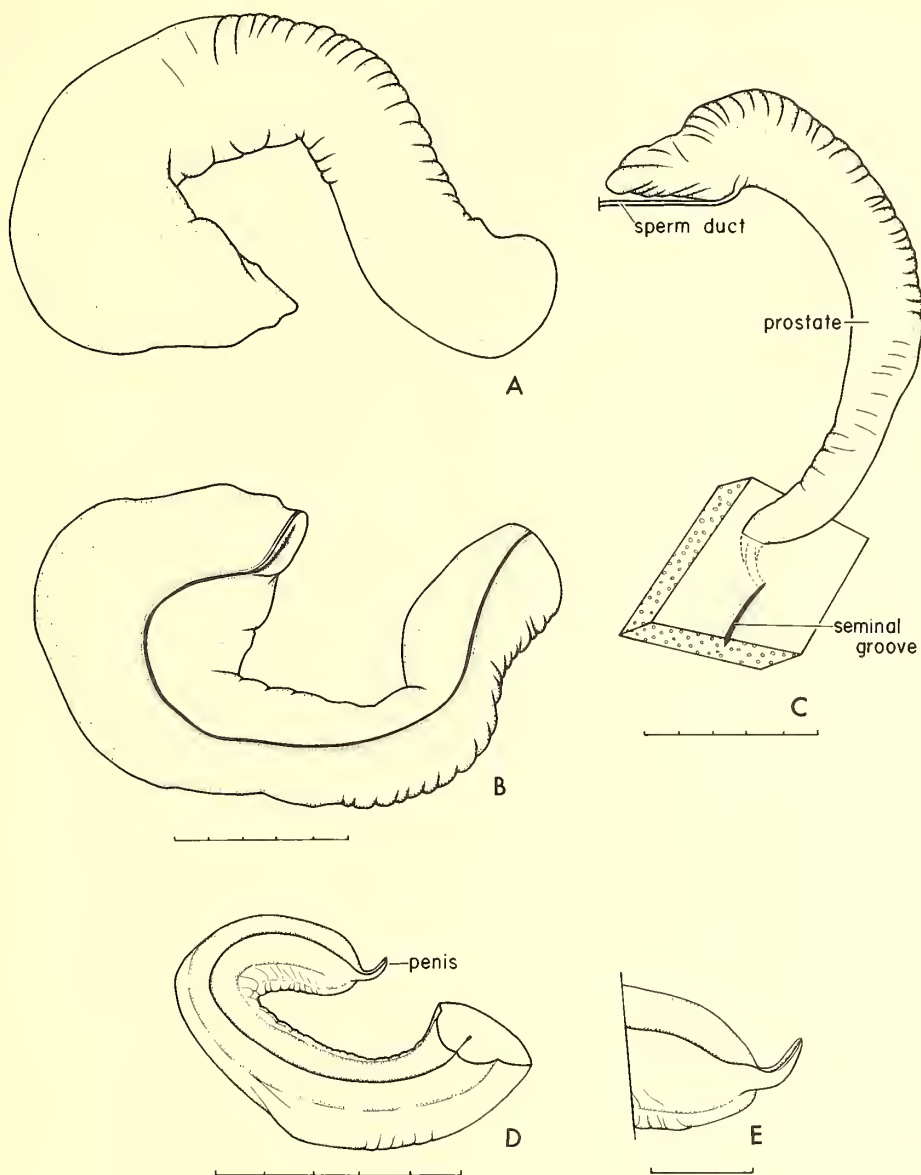 A
sperm duct
prostate
seminal
groove
C
B
penis
D
E